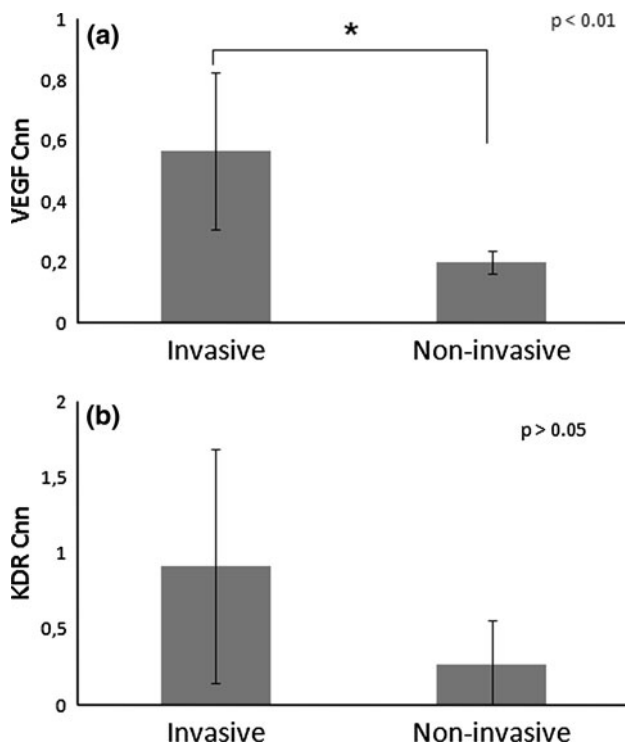 (a)
*
p < 0.01
VEGF Cnn
1
0,8
0,6
0,4
0,2
0
Invasive Non-invasive
(b)
p > 0.05
KDR Cnn
2
1,5
1
0,5
0
Invasive Non-invasive